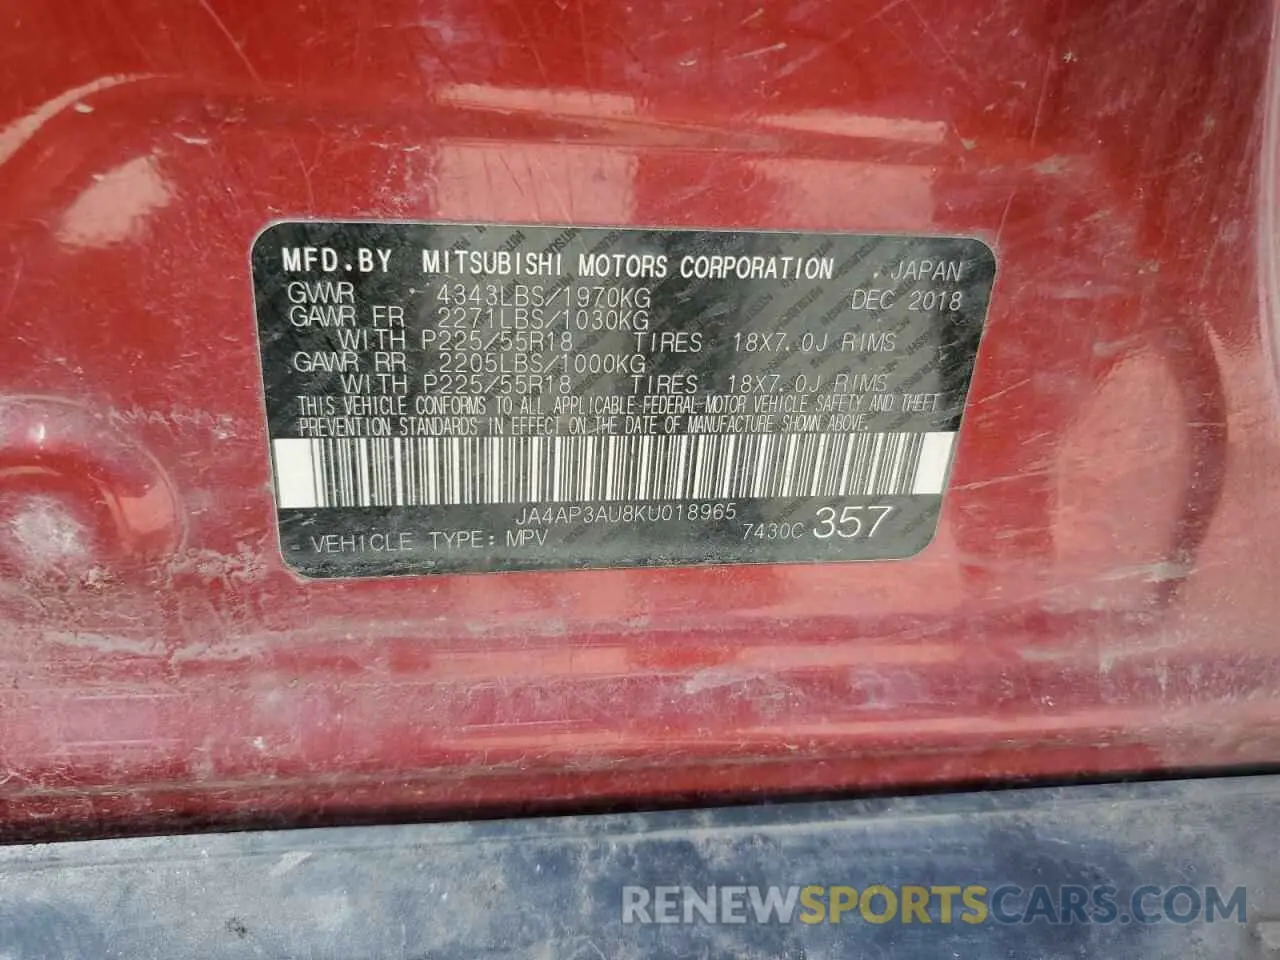 MFD.BY MITSUBISHI MOTORS CORPORATION . JAPAN
GVWR 4343LBS/1970KG DEC 2018
GAWR FR 2271LBS/1030KG
WITH P225/55R18 TIRES 18X7.0J RIMS
GAWR RR 2205LBS/1000KG
WITH P225/55R18 TIRES 18X7.0J RIMS
THIS VEHICLE CONFORMS TO ALL APPLICABLE FEDERAL MOTOR VEHICLE SAFETY AND THEFT
PREVENTION STANDARDS IN EFFECT ON THE DATE OF MANUFACTURE SHOWN ABOVE.
JA4AP3AU8KU018965
VEHICLE TYPE: MPV 7430C 357
RENEWSPORTSCARS.COM